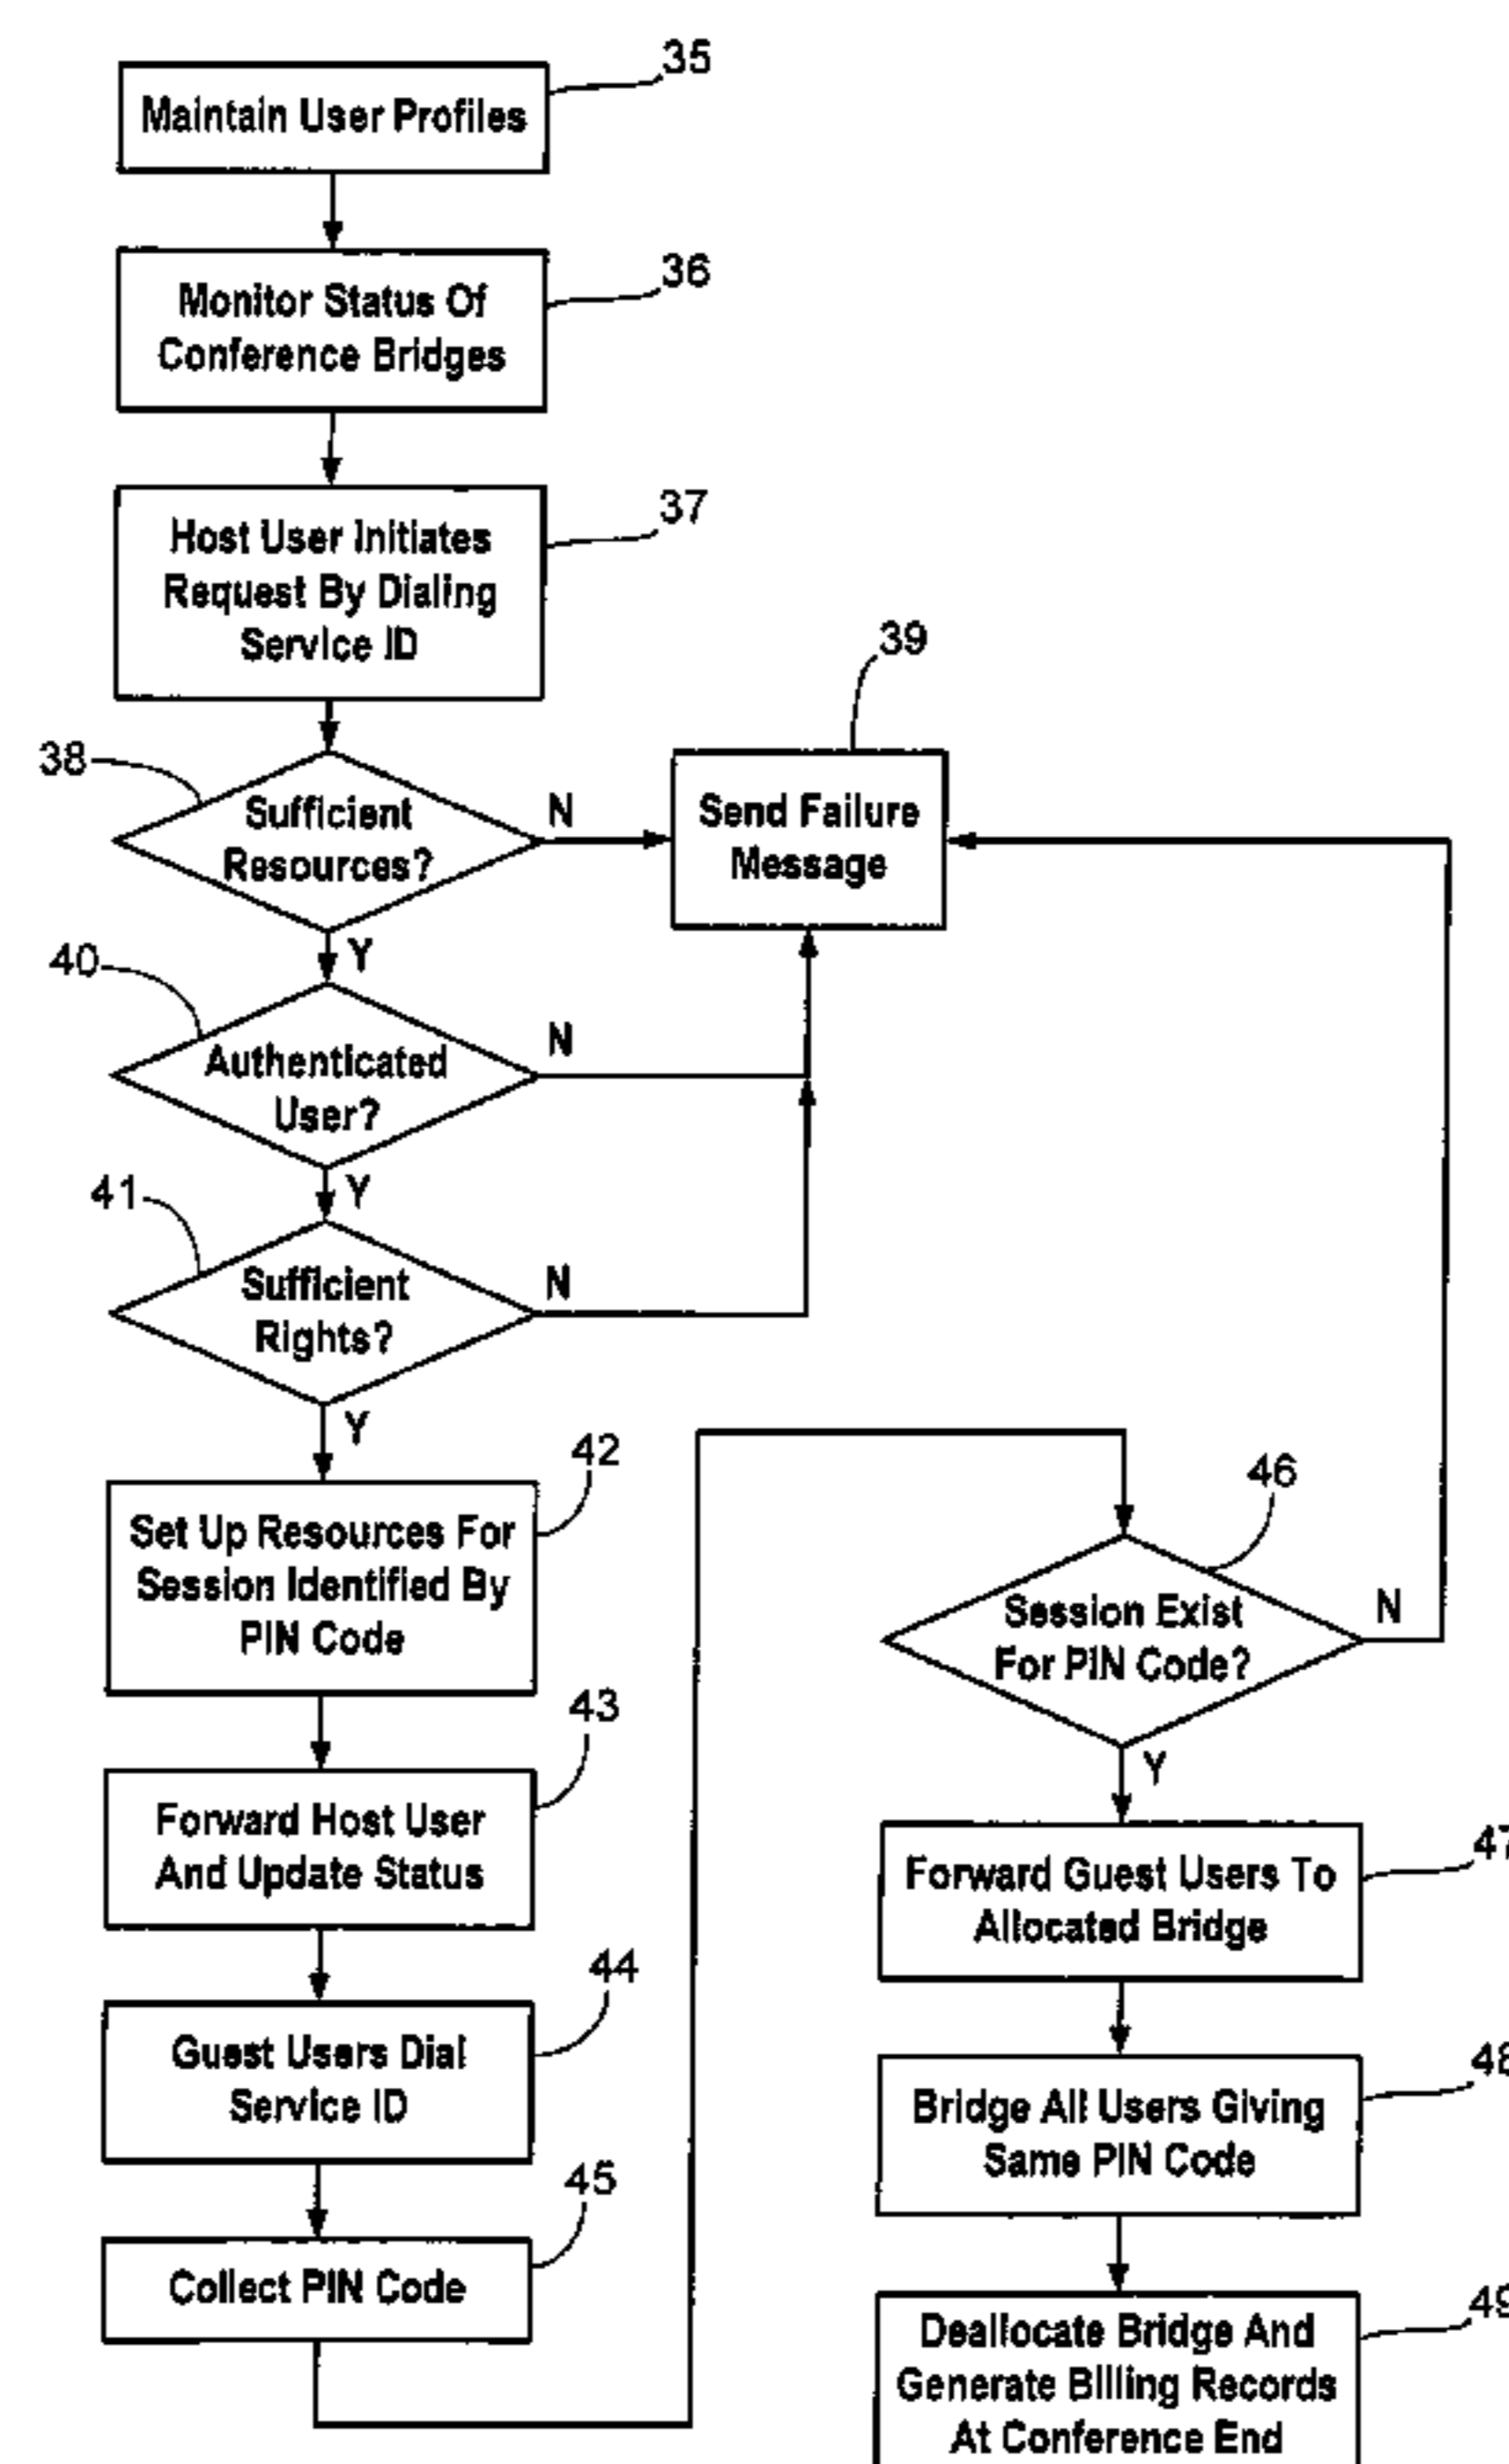 35
Maintain User Profiles
36
Monitor Status Of
Conference Bridges
37
Host User Initiates
Request By Dialing
Service ID
38
Sufficient
Resources?
N
Y
39
Send Failure
Message
40
Authenticated
User?
N
Y
41
Sufficient
Rights?
N
Y
42
Set Up Resources For
Session Identified By
PIN Code
43
Forward Host User
And Update Status
44
Guest Users Dial
Service ID
45
Collect PIN Code
46
Session Exist
For PIN Code?
N
Y
47
Forward Guest Users To
Allocated Bridge
48
Bridge All Users Giving
Same PIN Code
49
Deallocate Bridge And
Generate Billing Records
At Conference End